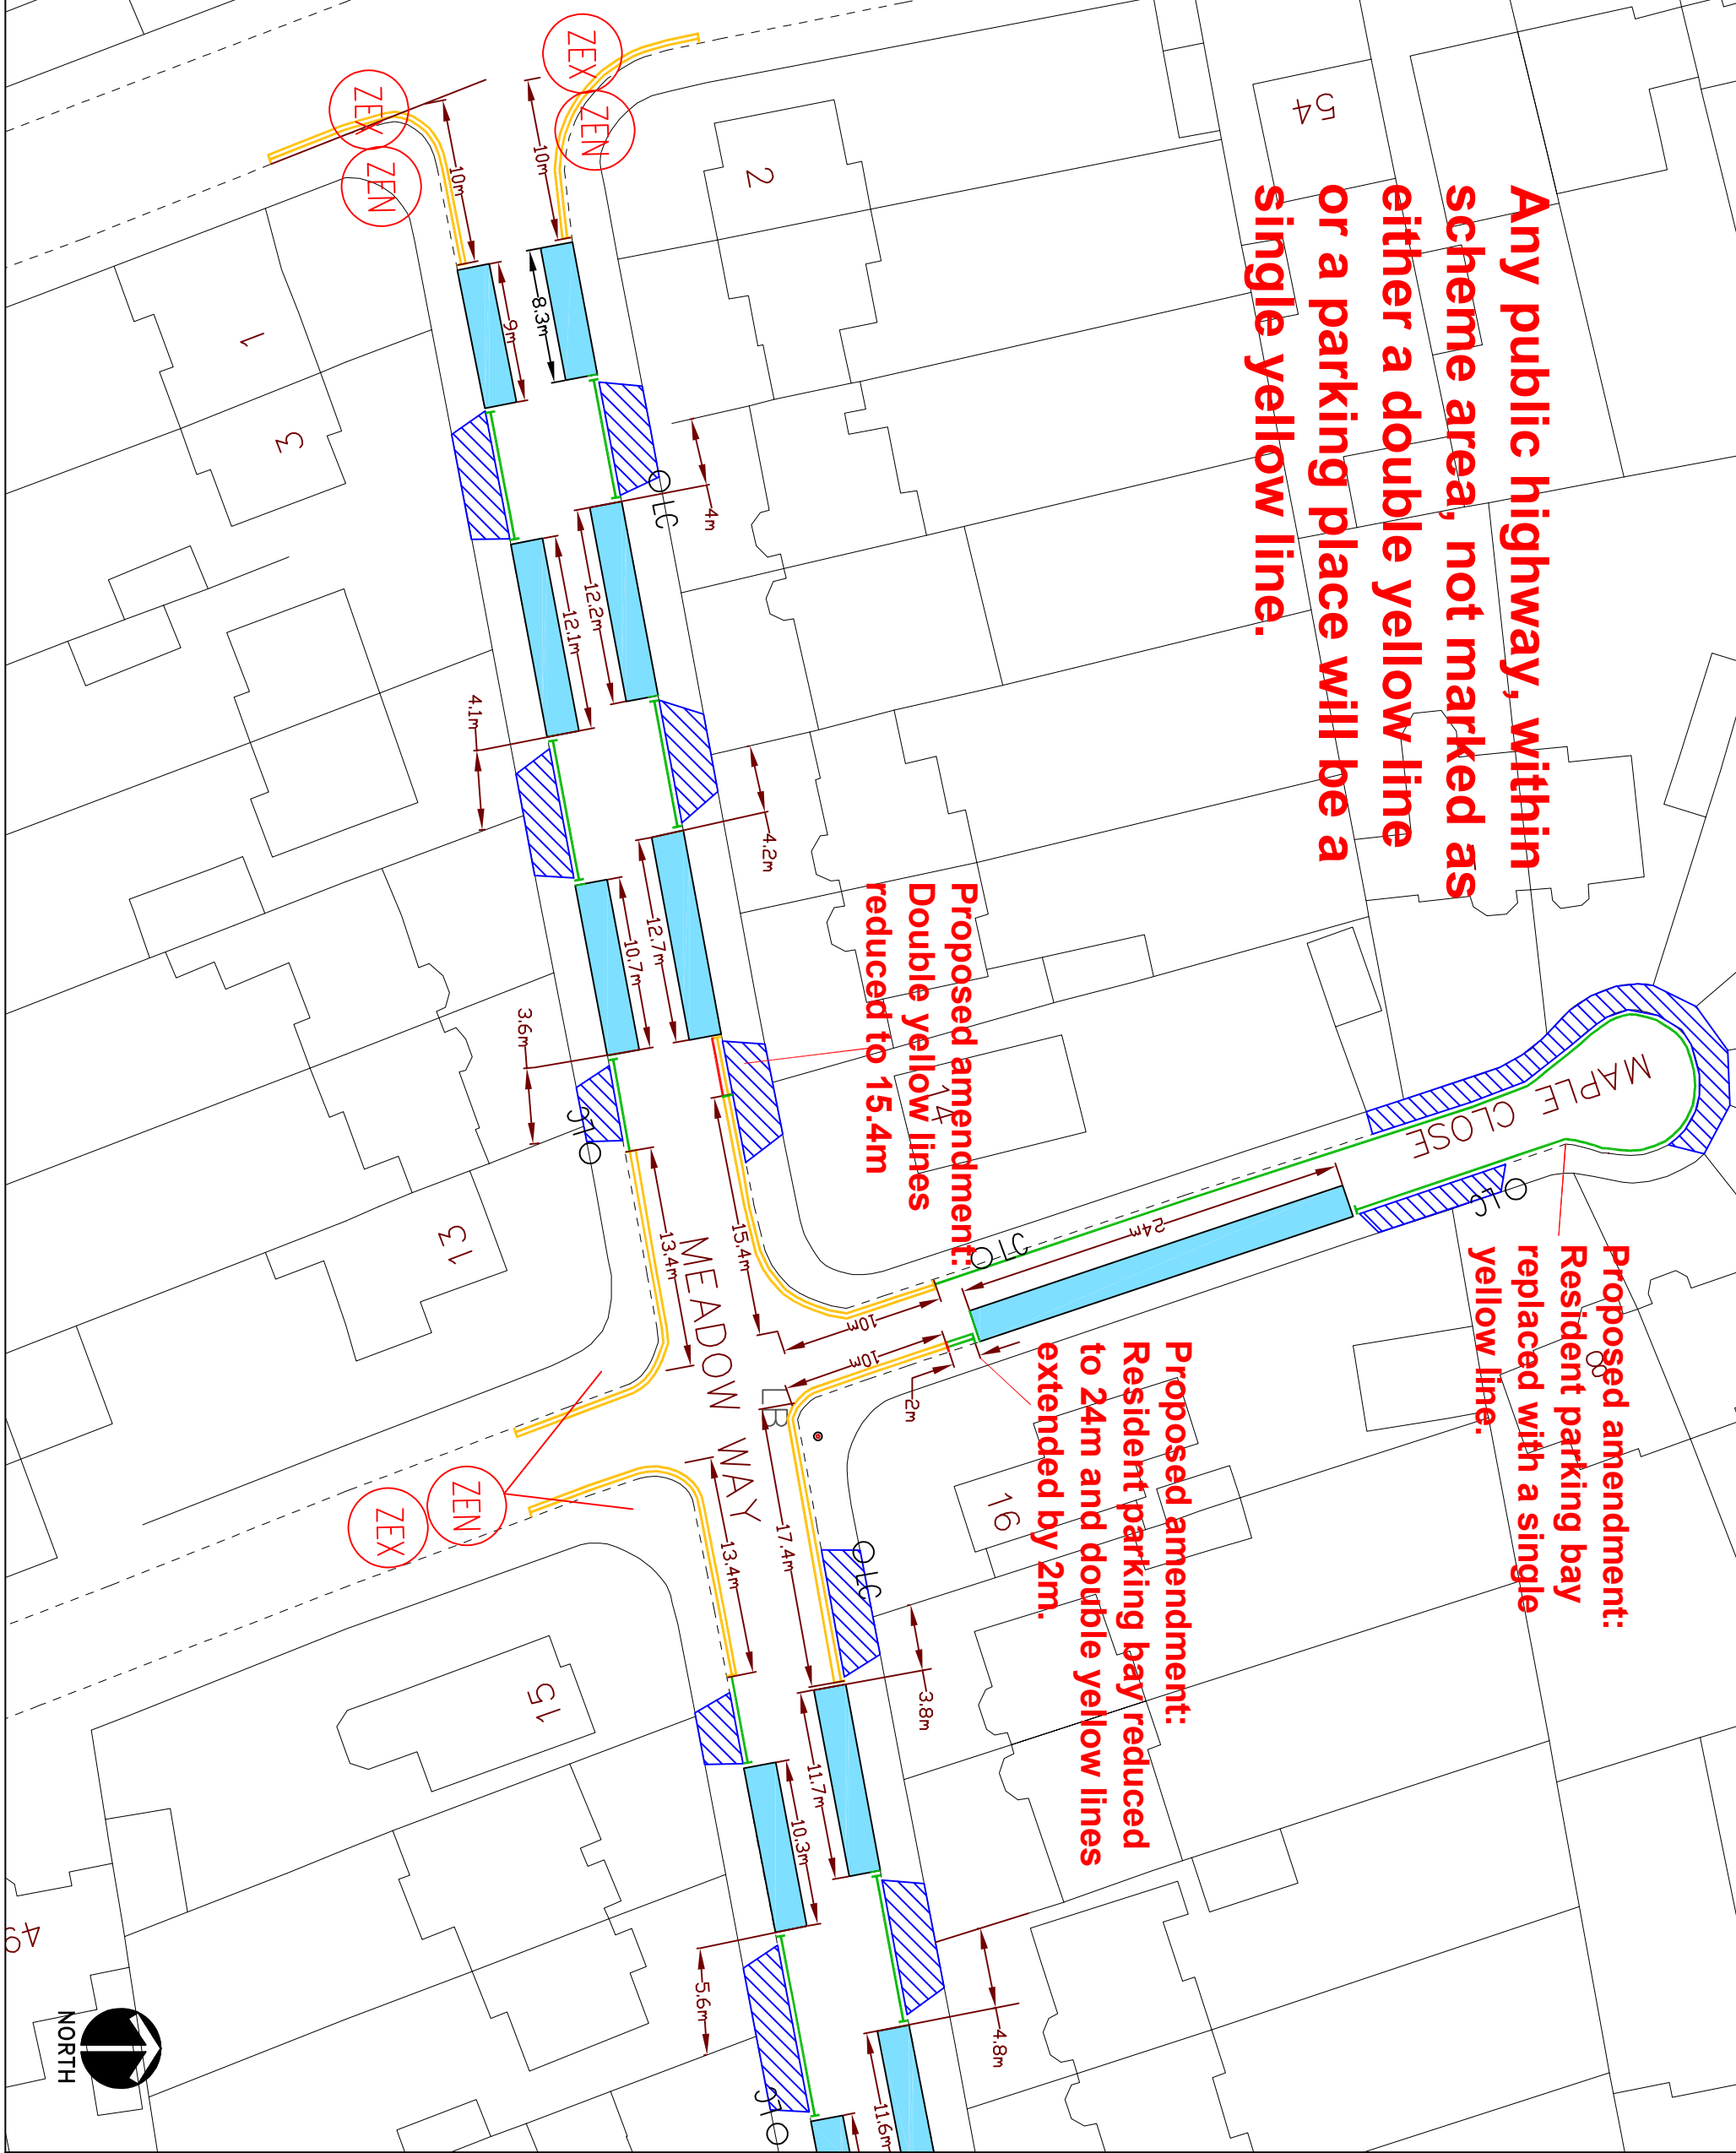 Any public highway, within
scheme area, not marked as
either a double yellow line
or a parking place will be a
single yellow line.
Proposed amendment:
Double yellow lines
reduced to 15.4m
Proposed amendment:
Resident parking bay
replaced with a single
yellow line.
Proposed amendment:
Resident parking bay reduced
to 24m and double yellow lines
extended by 2m.
MAPLE CLOSE
MEADOW WAY
ZEX
ZEN
ZEX
ZEN
ZEN
ZEX
54
2
1
3
14
13
8
16
15
49
10m
10m
8.3m
9m
4m
LC
12.2m
12.1m
4.1m
4.2m
12.7m
10.7m
3.6m
LC
13.4m
15.4m
LC
LC
24m
10m
10m
2m
LB
17.4m
13.4m
LC
3.8m
11.7m
10.3m
5.6m
4.8m
11.6m
LC
NORTH